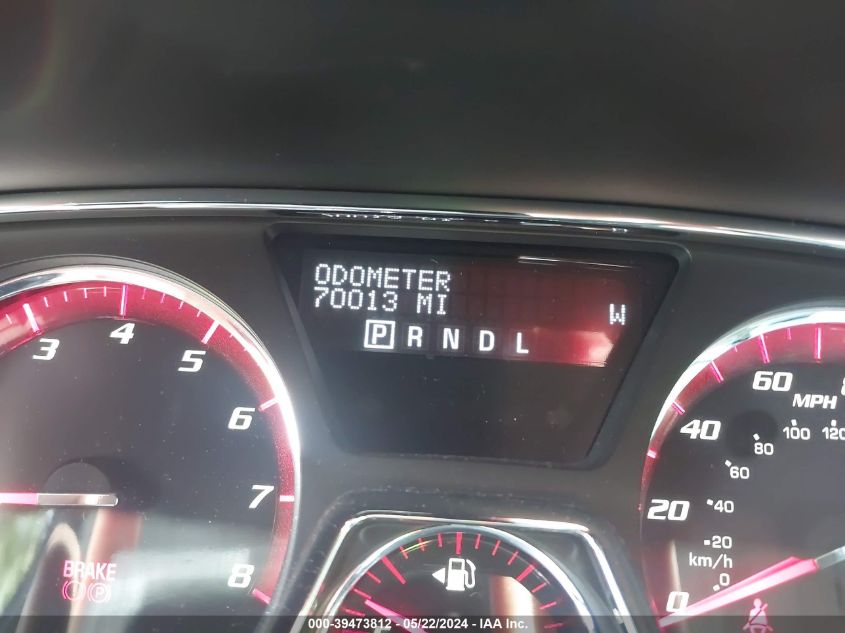 ODOMETER
70013 MI
W
P R N D L
3 4 5 6 7 8
BRAKE
P
60
MPH
40
20
0
100 120
80
60
40
20
km/h
0
000-39473812 - 05/22/2024 - IAA Inc.